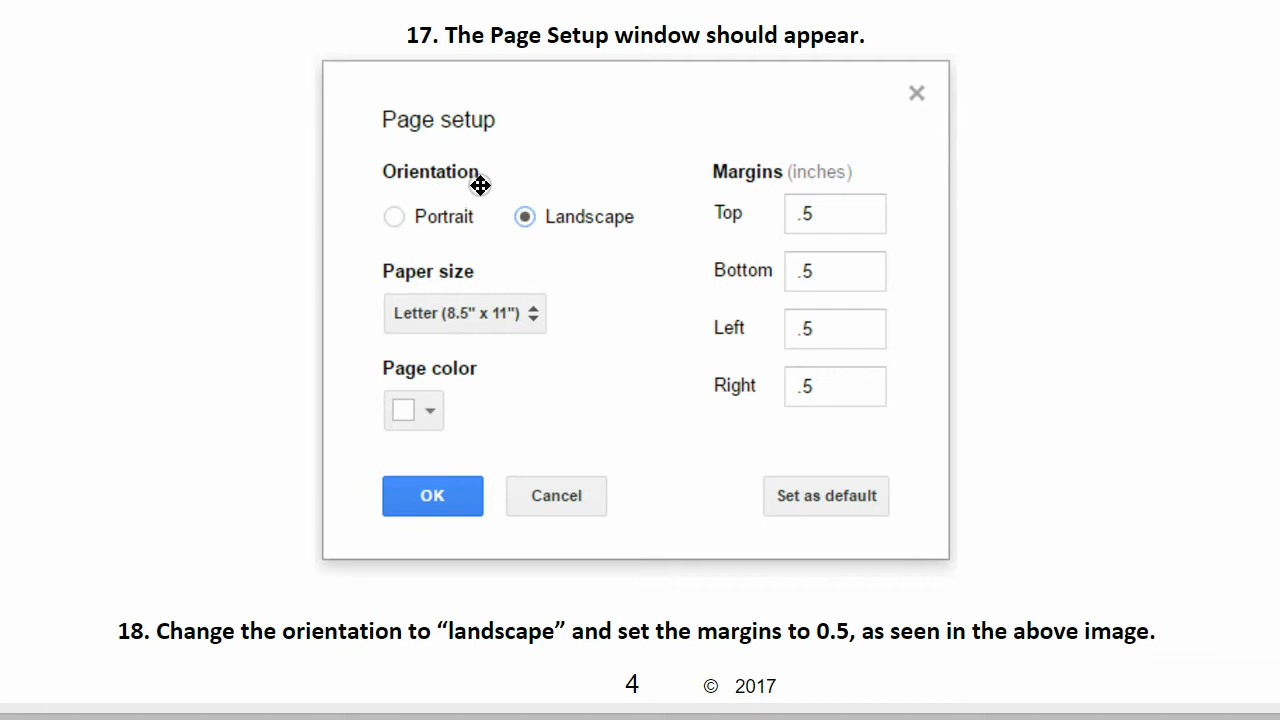 17. The Page Setup window should appear.
Page setup
Orientation
Portrait Landscape
Paper size
Letter (8.5" x 11")
Page color
Margins (inches)
Top .5
Bottom .5
Left .5
Right .5
OK Cancel Set as default
18. Change the orientation to “landscape” and set the margins to 0.5, as seen in the above image.
4 © 2017